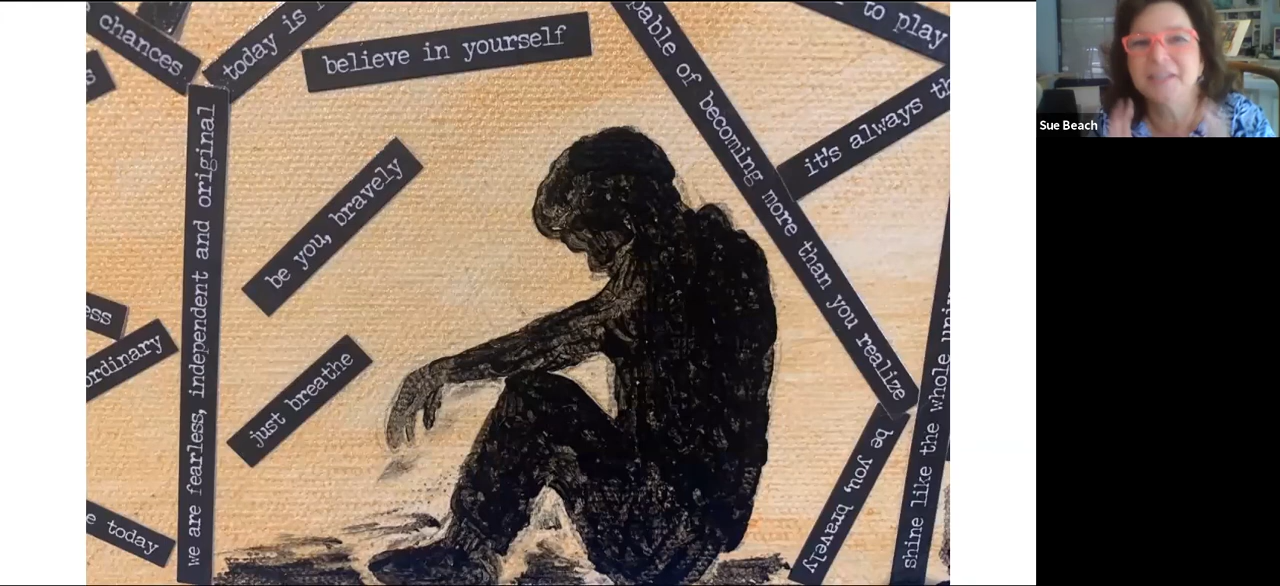 chances
today is
believe in yourself
pable of becoming more than you realize
to play
it's always th
s
we are fearless, independent and original
be you, bravely
just breathe
ess
ordinary
e today
be you, bravely
shine like the whole univ
Sue Beach